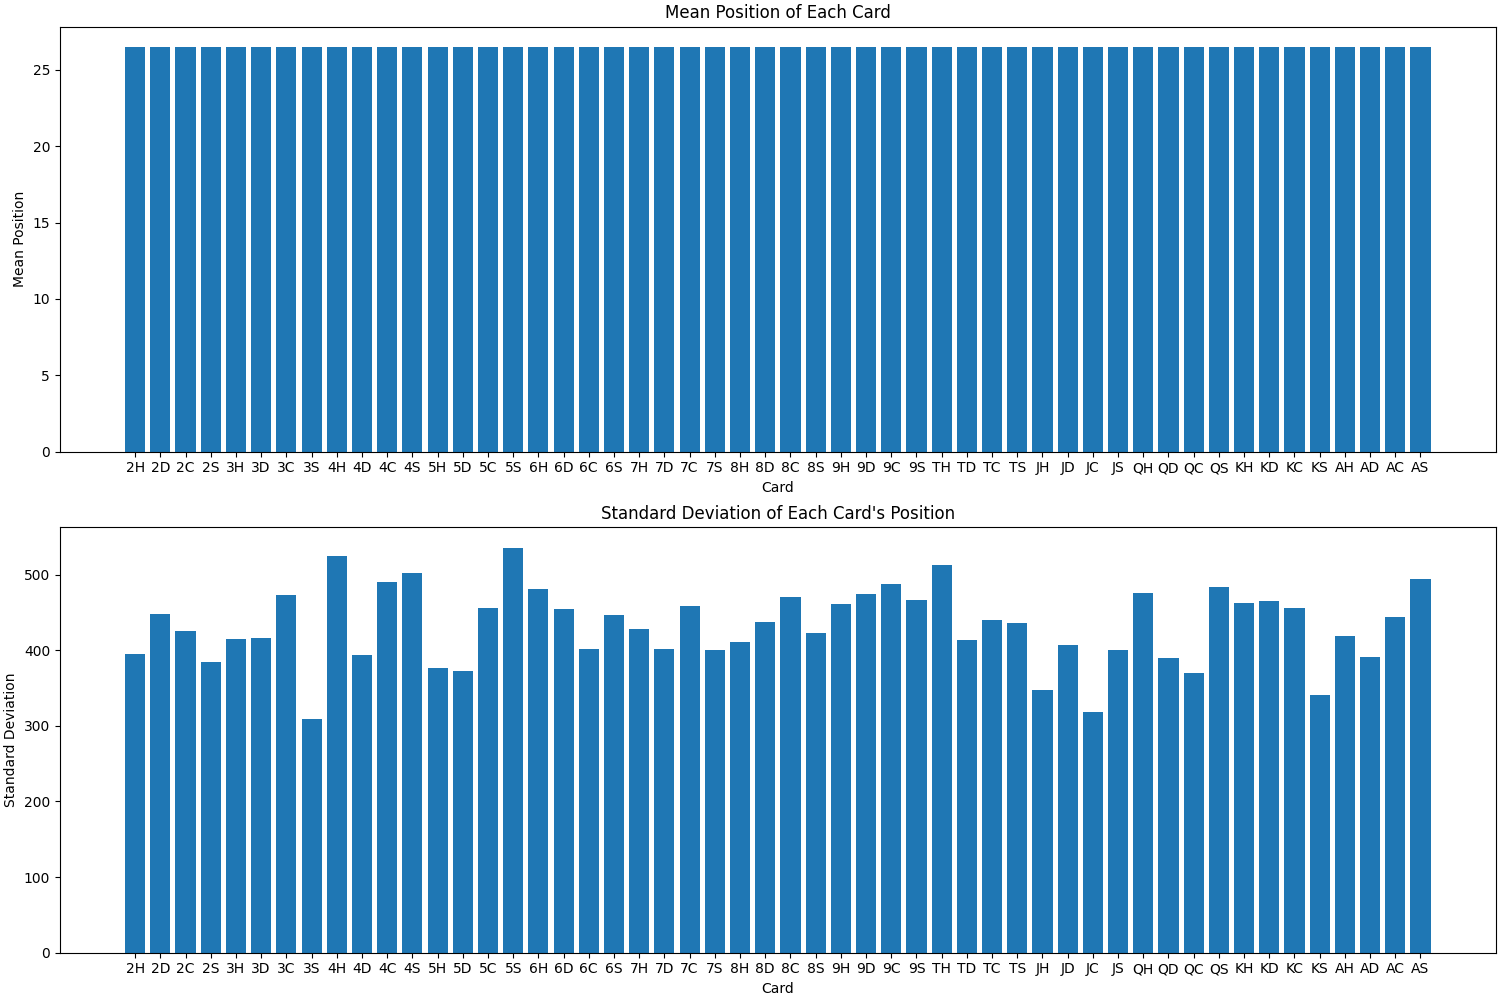 Mean Position of Each Card
Mean Position
25
20
15
10
5
0
2H 2D 2C 2S 3H 3D 3C 3S 4H 4D 4C 4S 5H 5D 5C 5S 6H 6D 6C 6S 7H 7D 7C 7S 8H 8D 8C 8S 9H 9D 9C 9S TH TD TC TS JH JD JC JS QH QD QC QS KH KD KC KS AH AD AC AS
Card
Standard Deviation of Each Card's Position
Standard Deviation
500
400
300
200
100
0
2H 2D 2C 2S 3H 3D 3C 3S 4H 4D 4C 4S 5H 5D 5C 5S 6H 6D 6C 6S 7H 7D 7C 7S 8H 8D 8C 8S 9H 9D 9C 9S TH TD TC TS JH JD JC JS QH QD QC QS KH KD KC KS AH AD AC AS
Card